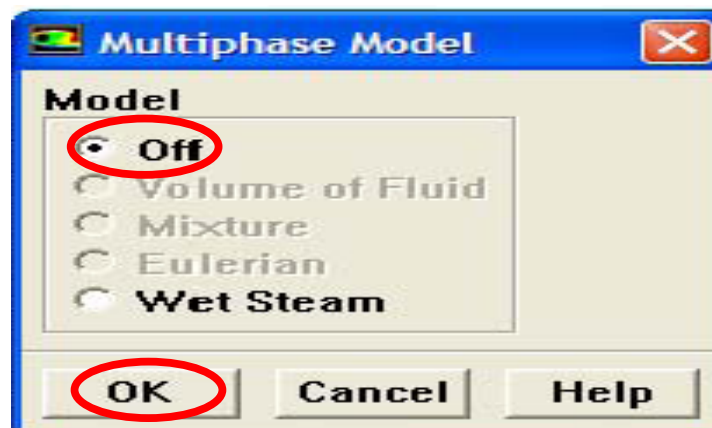 Multiphase Model
Model
Off
Volume of Fluid
Mixture
Eulerian
Wet Steam
OK Cancel Help